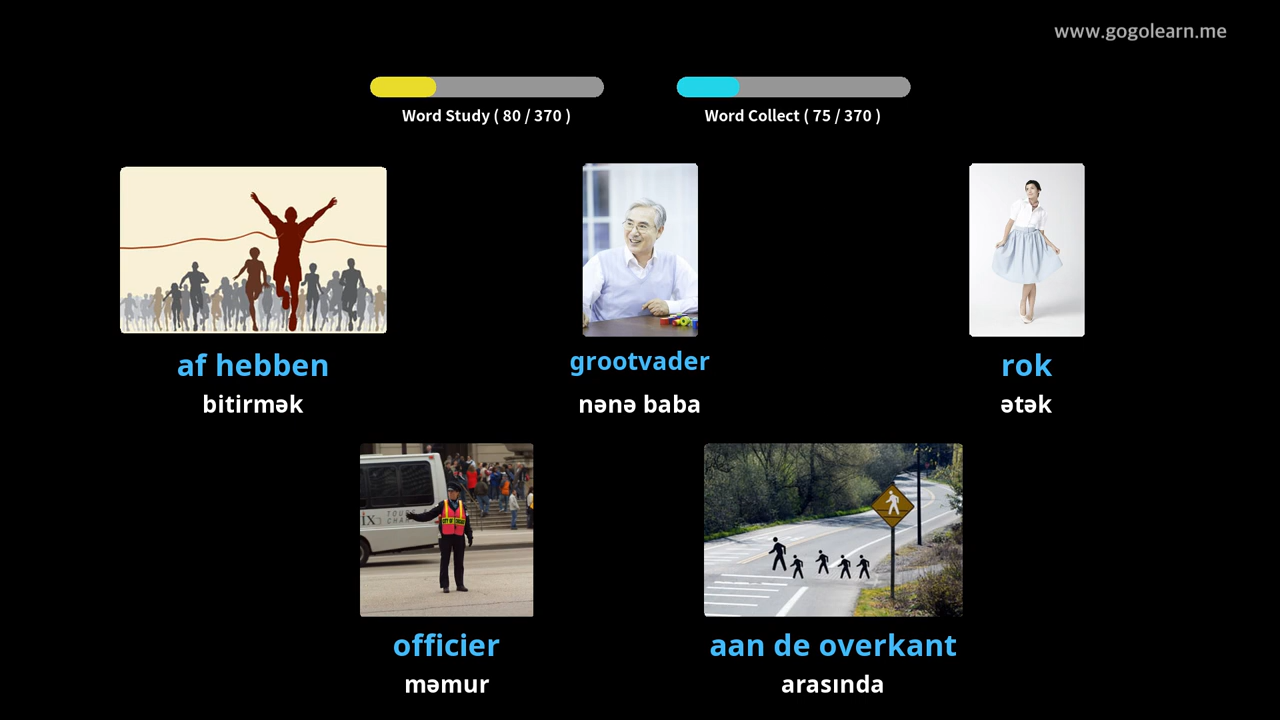 www.gogolearn.me
Word Study ( 80 / 370 )
Word Collect ( 75 / 370 )
af hebben
bitirmək
grootvader
nənə baba
rok
ətək
officier
məmur
aan de overkant
arasında